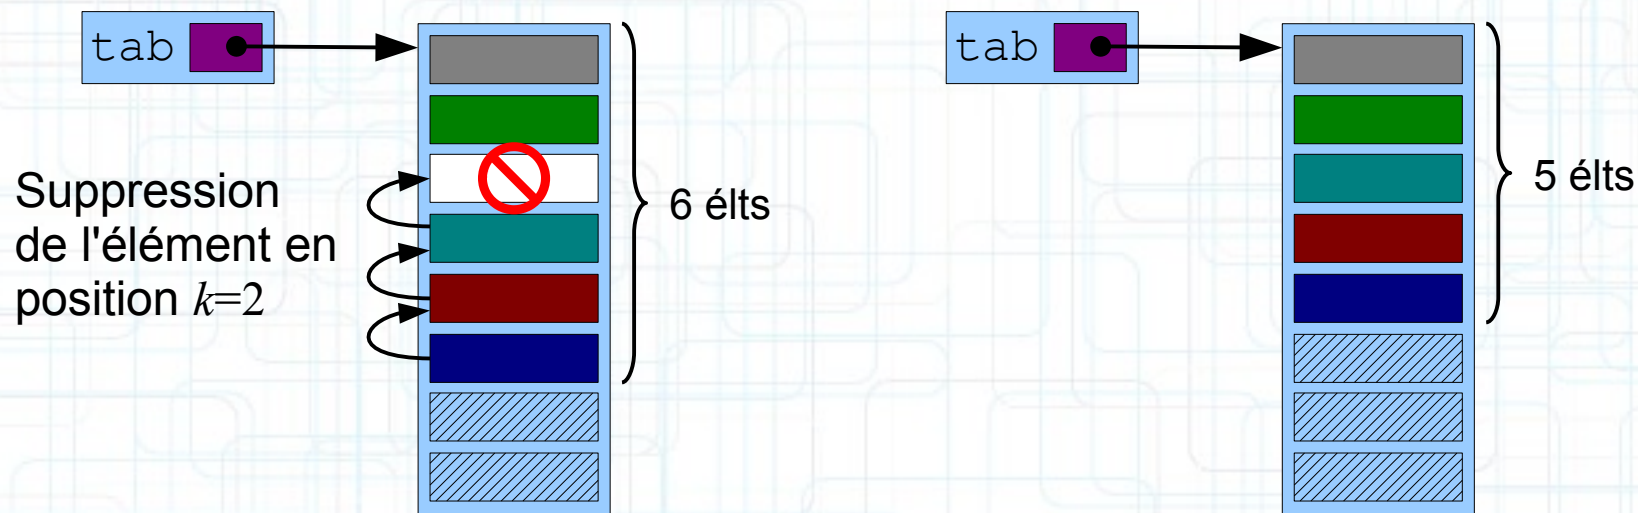 tab
tab
Suppression
de l'élément en
position k=2
6 élts
5 élts